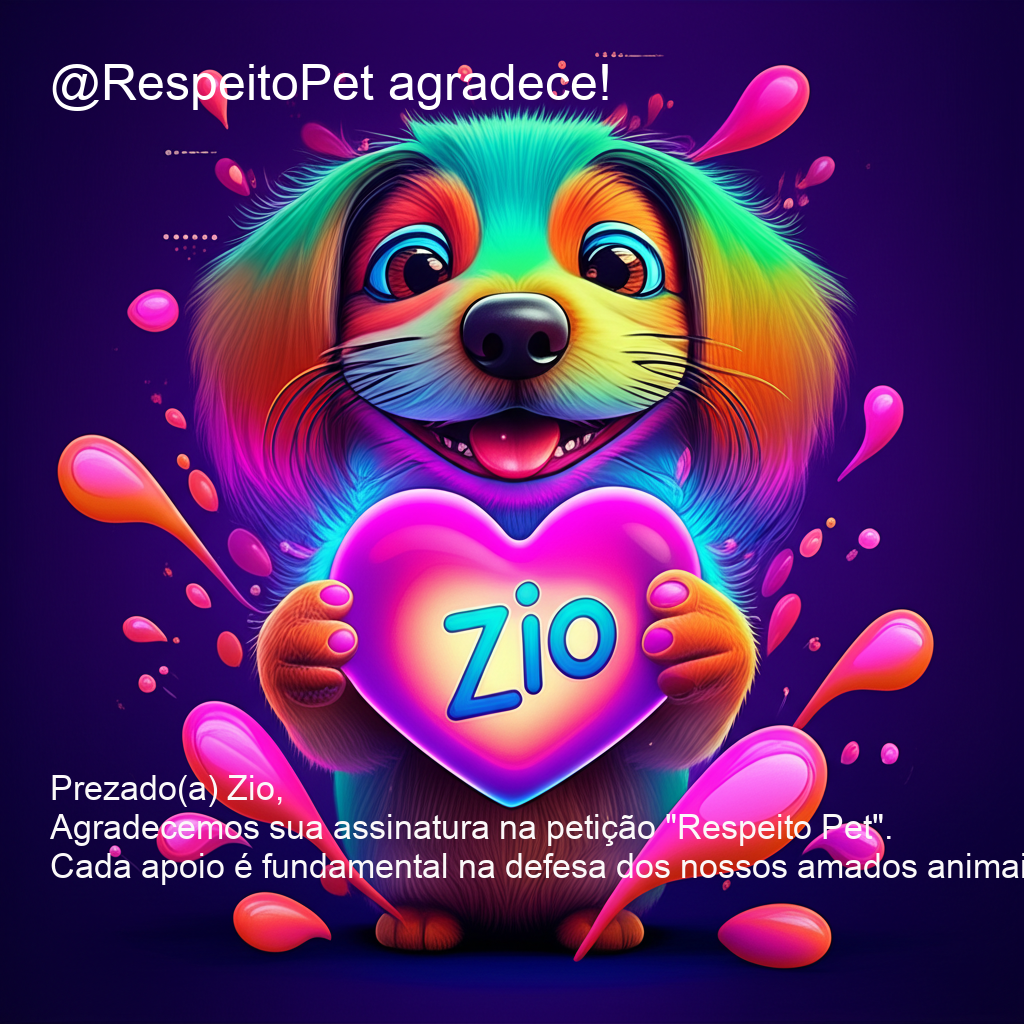 @RespeitoPet agradece!
Zio
Prezado(a) Zio,
Agradecemos sua assinatura na petição "Respeito Pet".
Cada apoio é fundamental na defesa dos nossos amados animai